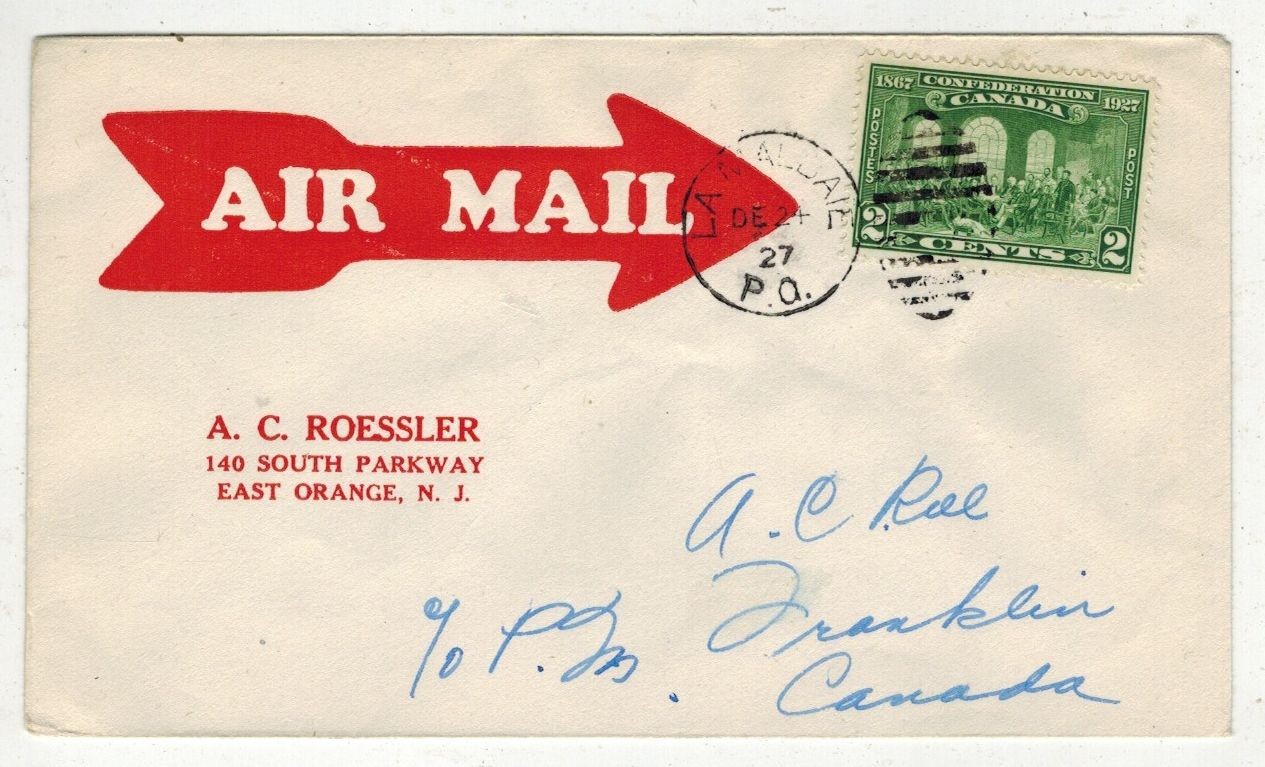 AIR MAIL
1867 CONFEDERATION 1927
CANADA
POSTES
POST
2 CENTS 2
DE 24
27
P.Q.
A. C. ROESSLER
140 SOUTH PARKWAY
EAST ORANGE, N. J.
A. C. Roe
c/o P. M. Franklin
Canada